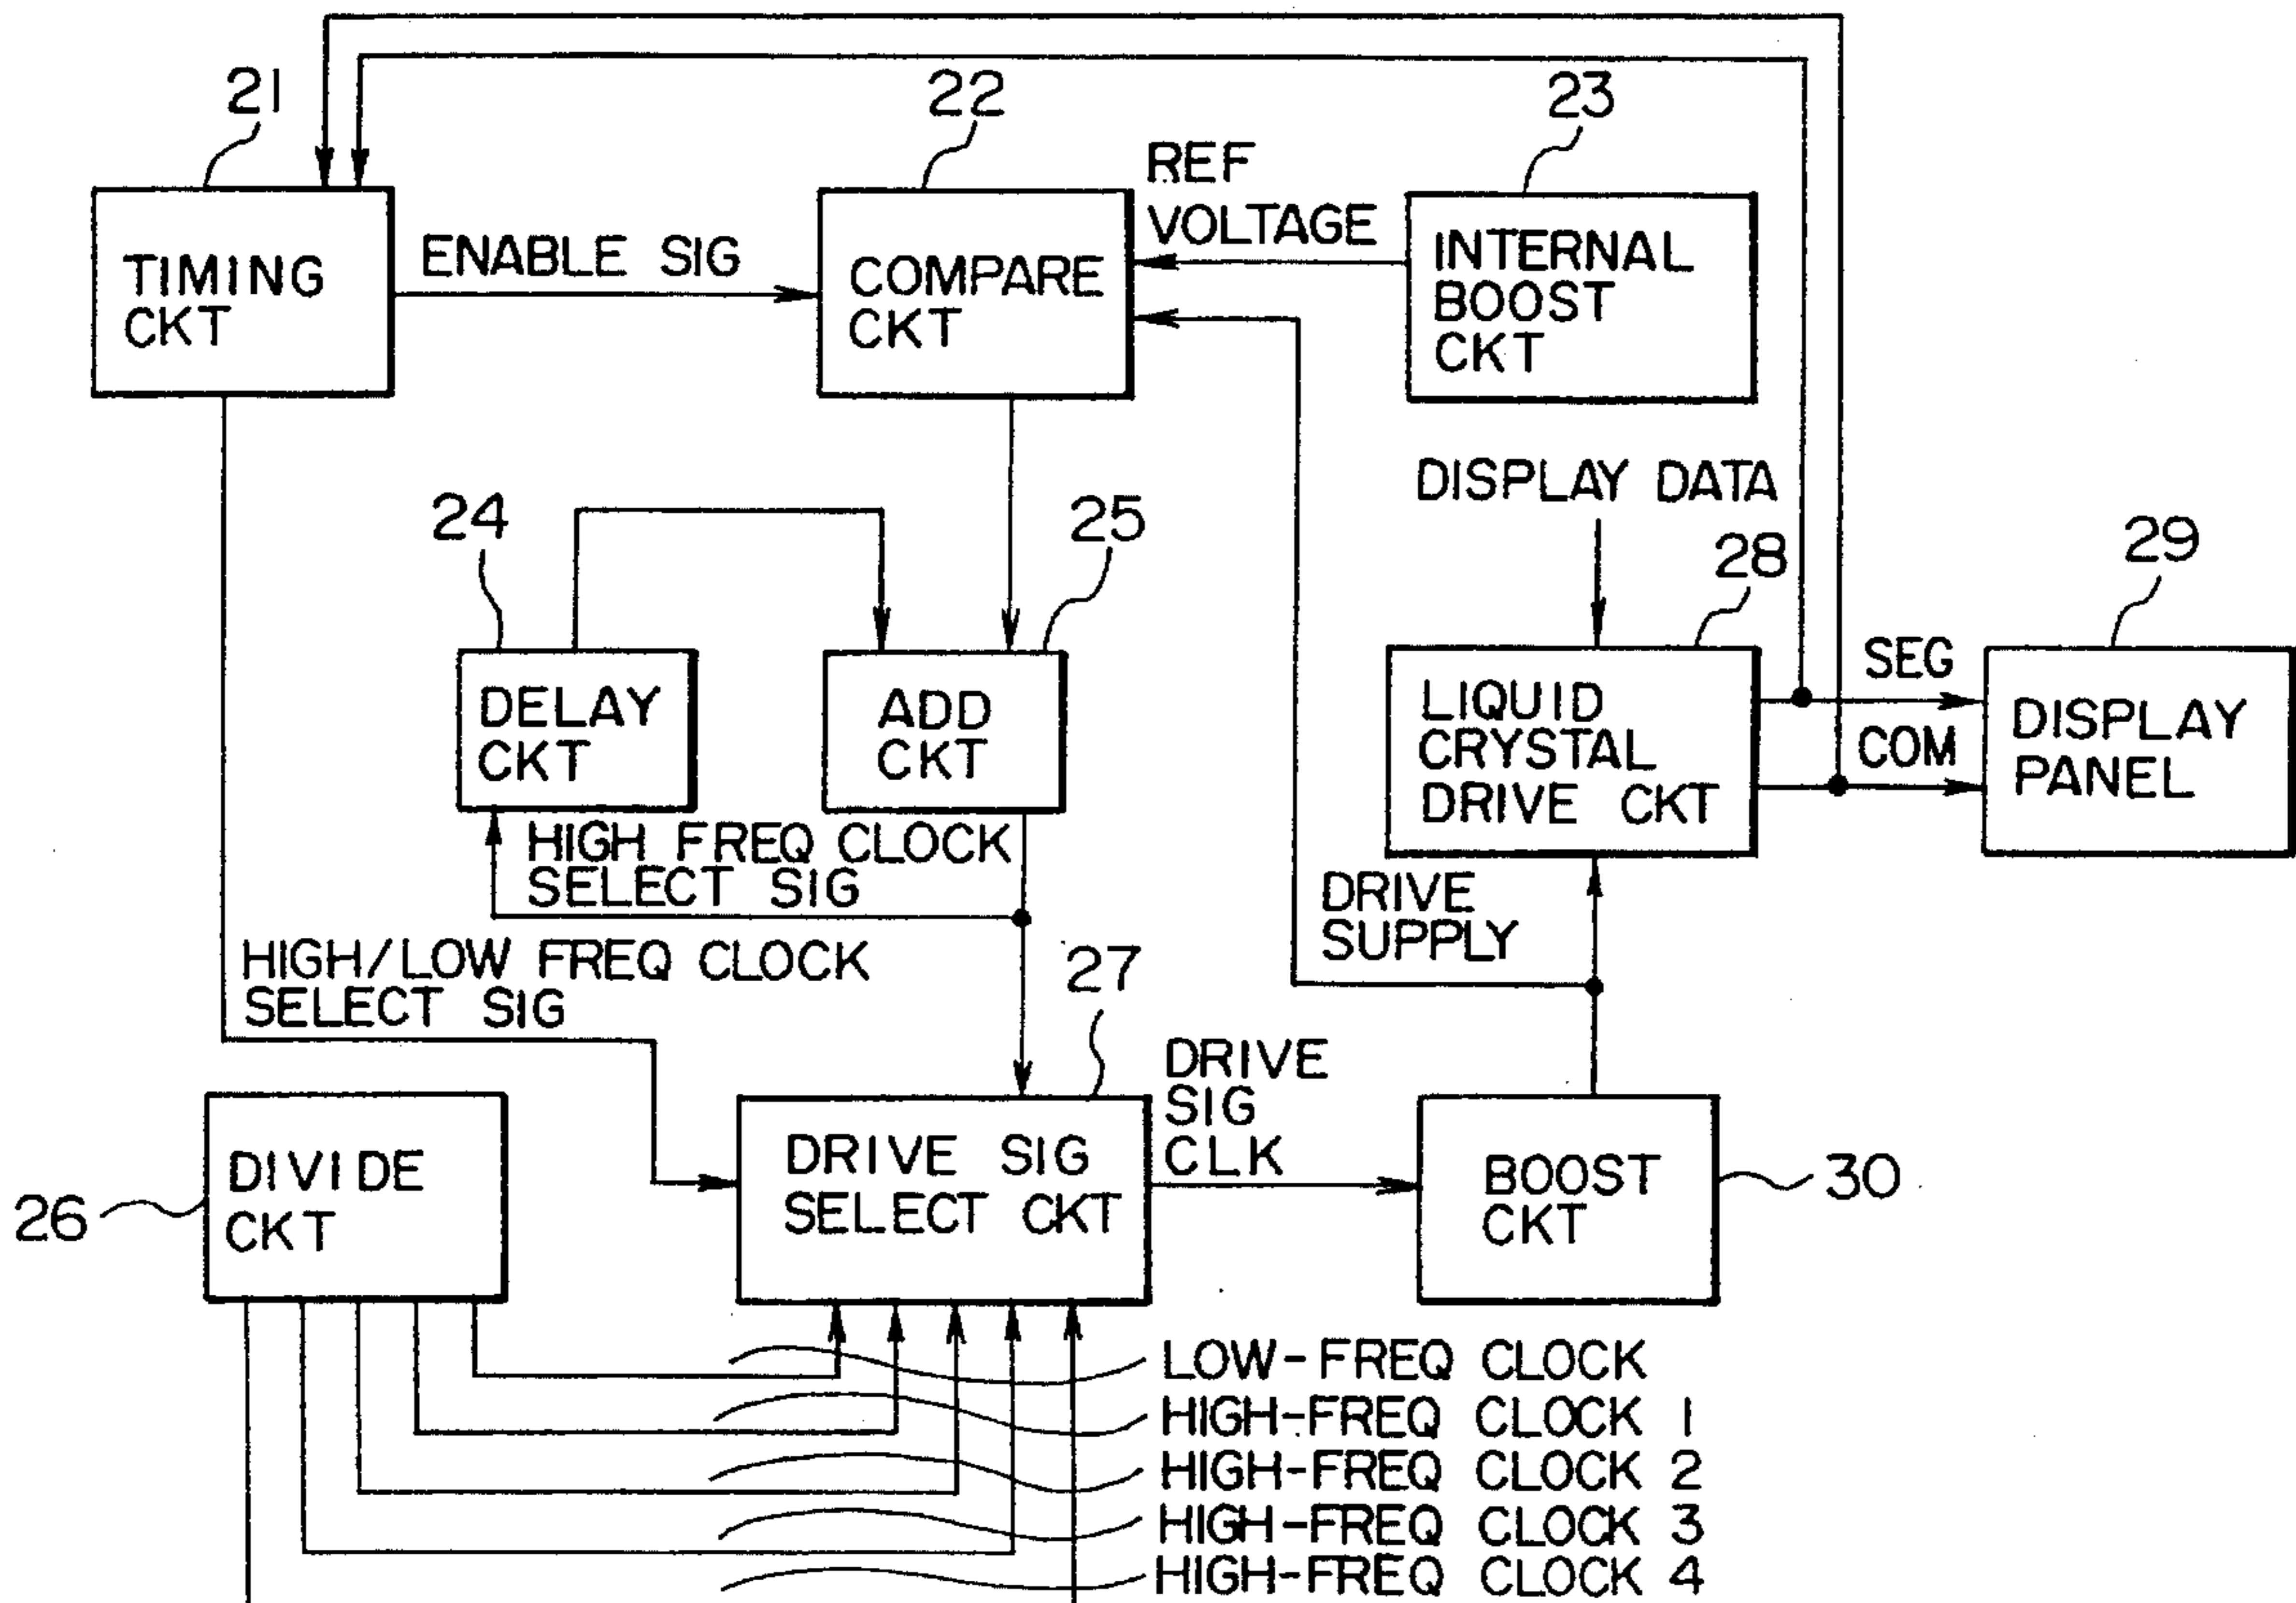 21
22
23
TIMING
CKT
ENABLE SIG
COMPARE
CKT
REF
VOLTAGE
INTERNAL
BOOST
CKT
DISPLAY DATA
24
25
28
29
DELAY
CKT
ADD
CKT
LIQUID
CRYSTAL
DRIVE CKT
SEG
COM
DISPLAY
PANEL
HIGH FREQ CLOCK
SELECT SIG
DRIVE
SUPPLY
HIGH/LOW FREQ CLOCK
SELECT SIG
27
26
DIVIDE
CKT
DRIVE SIG
SELECT CKT
DRIVE
SIG
CLK
BOOST
CKT
30
LOW-FREQ CLOCK
HIGH-FREQ CLOCK 1
HIGH-FREQ CLOCK 2
HIGH-FREQ CLOCK 3
HIGH-FREQ CLOCK 4